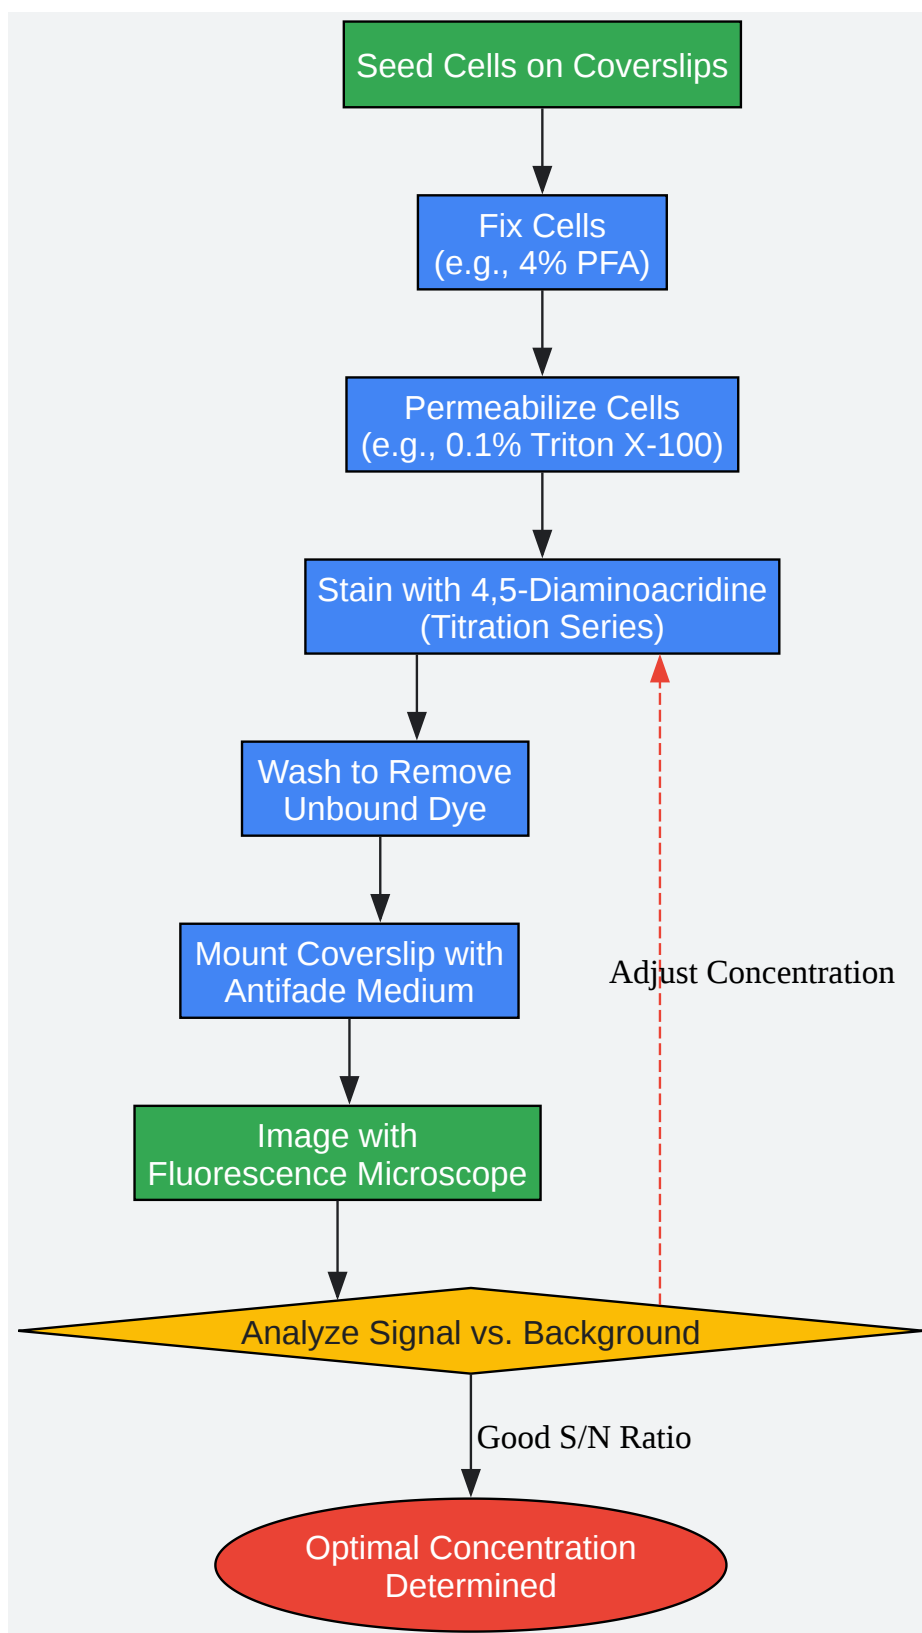 Seed Cells on Coverslips
Fix Cells
(e.g., 4% PFA)
Permeabilize Cells
(e.g., 0.1% Triton X-100)
Stain with 4,5-Diaminoacridine
(Titration Series)
Wash to Remove
Unbound Dye
Mount Coverslip with
Antifade Medium
Adjust Concentration
Image with
Fluorescence Microscope
Analyze Signal vs. Background
Good S/N Ratio
Optimal Concentration
Determined